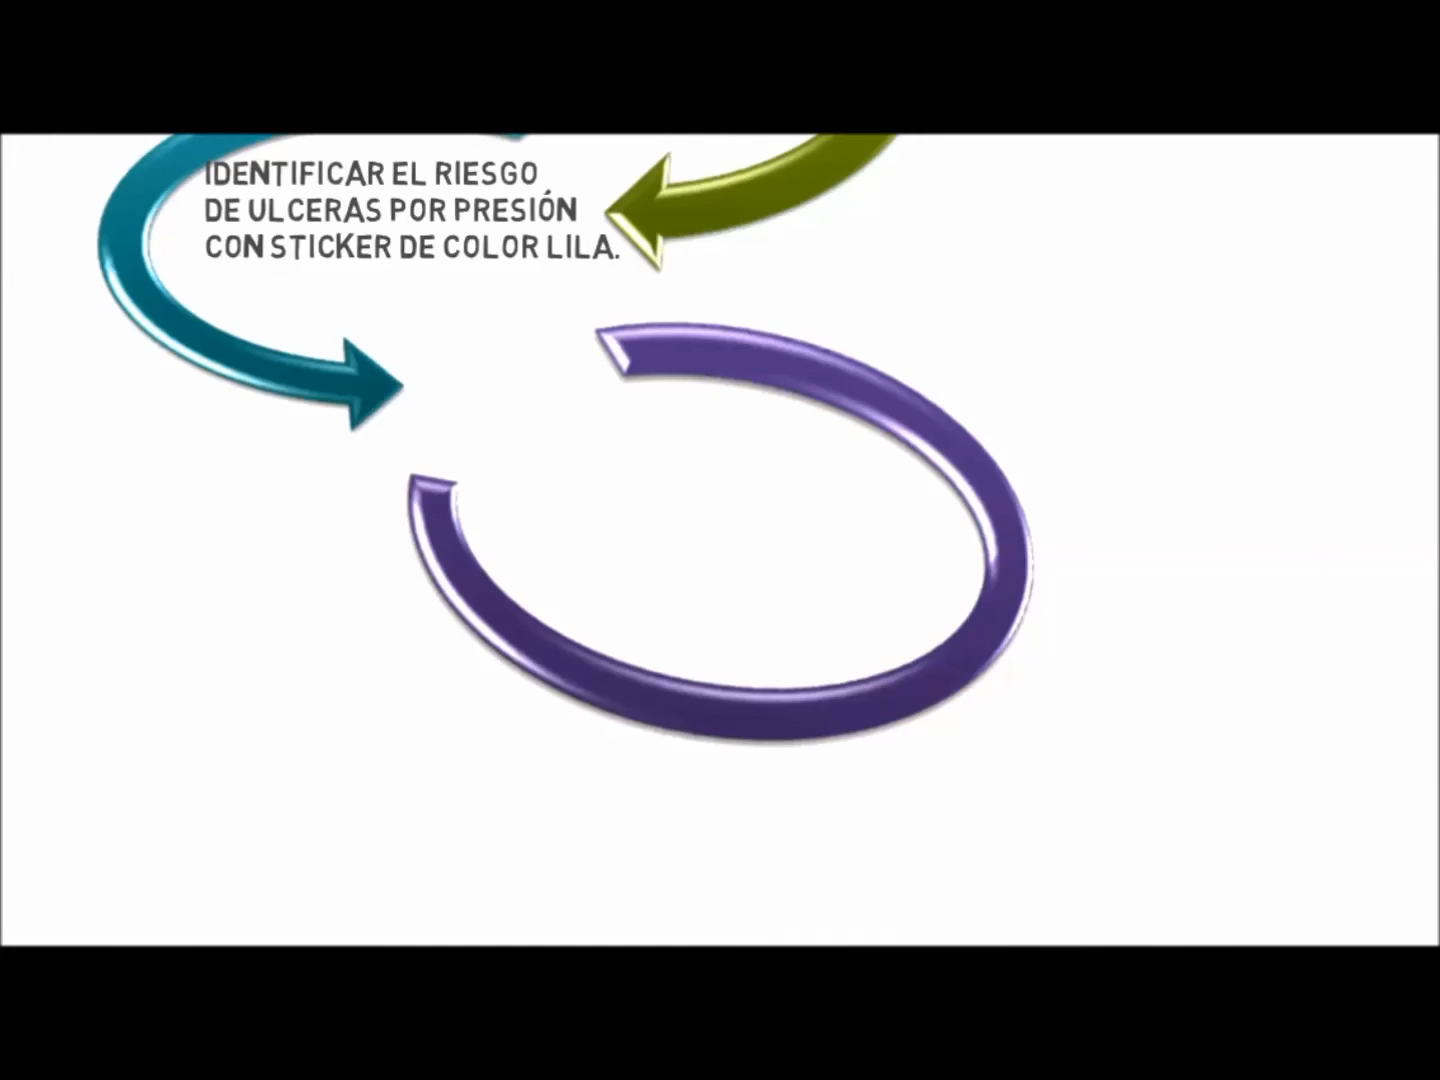 IDENTIFICAR EL RIESGO
DE ULCERAS POR PRESIÓN
CON STICKER DE COLOR LILA.